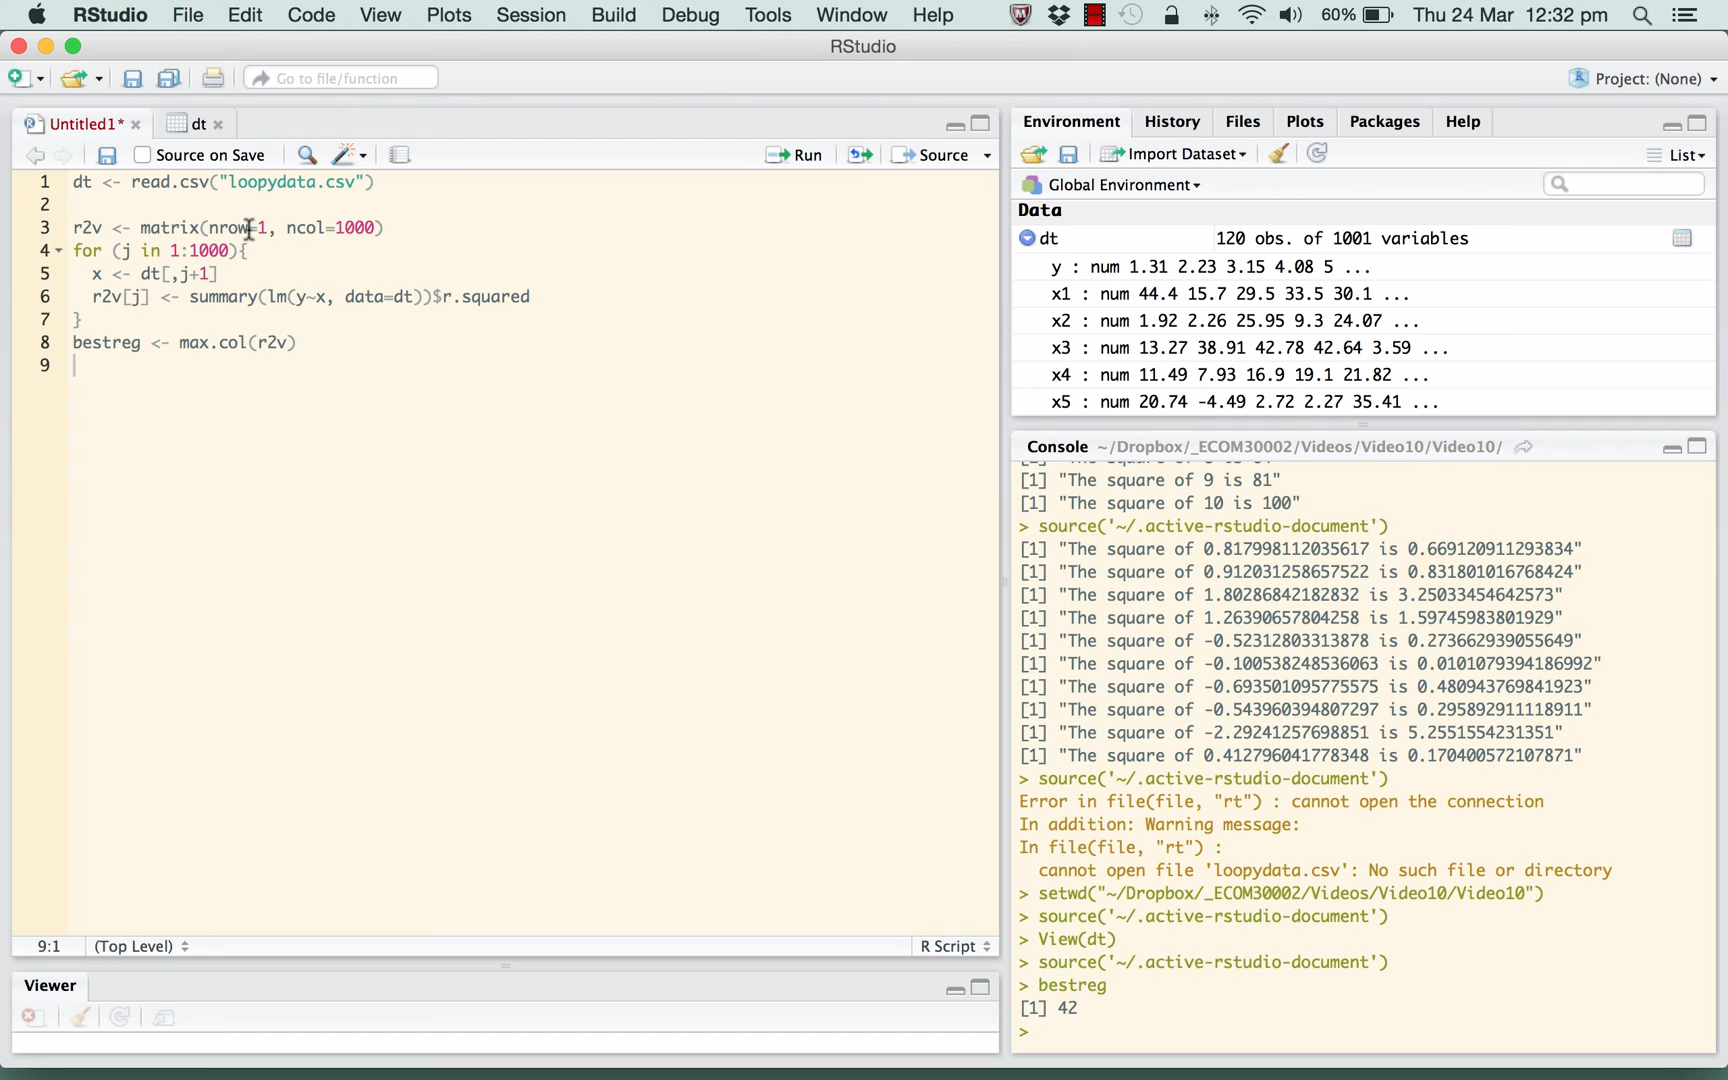 RStudio File Edit Code View Plots Session Build Debug Tools Window Help 60% Thu 24 Mar 12:32 pm
RStudio
Go to file/function Project: (None)
Untitled1* dt
Source on Save Run Source
1 dt <- read.csv("loopydata.csv")
2
3 r2v <- matrix(nrow=1, ncol=1000)
4 for (j in 1:1000){
5 x <- dt[,j+1]
6 r2v[j] <- summary(lm(y~x, data=dt))$r.squared
7 }
8 bestreg <- max.col(r2v)
9
9:1 (Top Level) R Script
Viewer
Environment History Files Plots Packages Help
Import Dataset List
Global Environment
Data
dt 120 obs. of 1001 variables
y : num 1.31 2.23 3.15 4.08 5 ...
x1 : num 44.4 15.7 29.5 33.5 30.1 ...
x2 : num 1.92 2.26 25.95 9.3 24.07 ...
x3 : num 13.27 38.91 42.78 42.64 3.59 ...
x4 : num 11.49 7.93 16.9 19.1 21.82 ...
x5 : num 20.74 -4.49 2.72 2.27 35.41 ...
Console ~/Dropbox/_ECOM30002/Videos/Video10/Video10/
[1] "The square of 9 is 81"
[1] "The square of 10 is 100"
> source('~/.active-rstudio-document')
[1] "The square of 0.817998112035617 is 0.669120911293834"
[1] "The square of 0.912031258657522 is 0.831801016768424"
[1] "The square of 1.80286842182832 is 3.25033454642573"
[1] "The square of 1.26390657804258 is 1.59745983801929"
[1] "The square of -0.52312803313878 is 0.273662939055649"
[1] "The square of -0.100538248536063 is 0.0101079394186992"
[1] "The square of -0.693501095775575 is 0.480943769841923"
[1] "The square of -0.543960394807297 is 0.295892911118911"
[1] "The square of -2.29241257698851 is 5.2551554231351"
[1] "The square of 0.412796041778348 is 0.170400572107871"
> source('~/.active-rstudio-document')
Error in file(file, "rt") : cannot open the connection
In addition: Warning message:
In file(file, "rt") :
cannot open file 'loopydata.csv': No such file or directory
> setwd("~/Dropbox/_ECOM30002/Videos/Video10/Video10")
> source('~/.active-rstudio-document')
> View(dt)
> source('~/.active-rstudio-document')
> bestreg
[1] 42
>